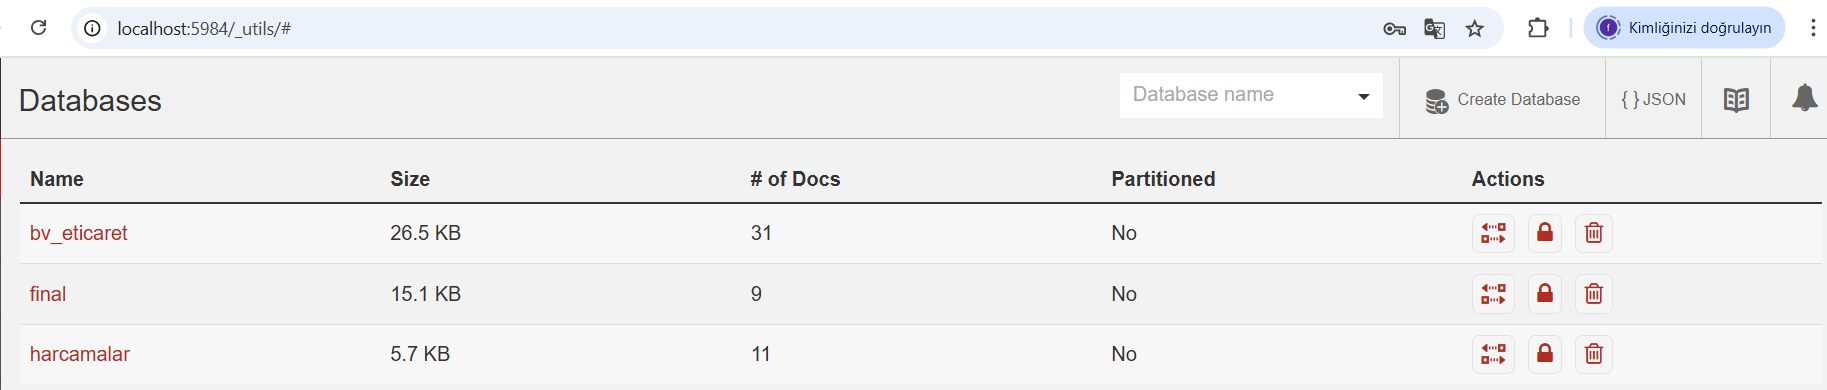 localhost:5984/_utils/#
Kimliğinizi doğrulayın
Databases
Database name
Create Database
{ } JSON
Name Size # of Docs Partitioned Actions
bv_eticaret 26.5 KB 31 No
final 15.1 KB 9 No
harcamalar 5.7 KB 11 No